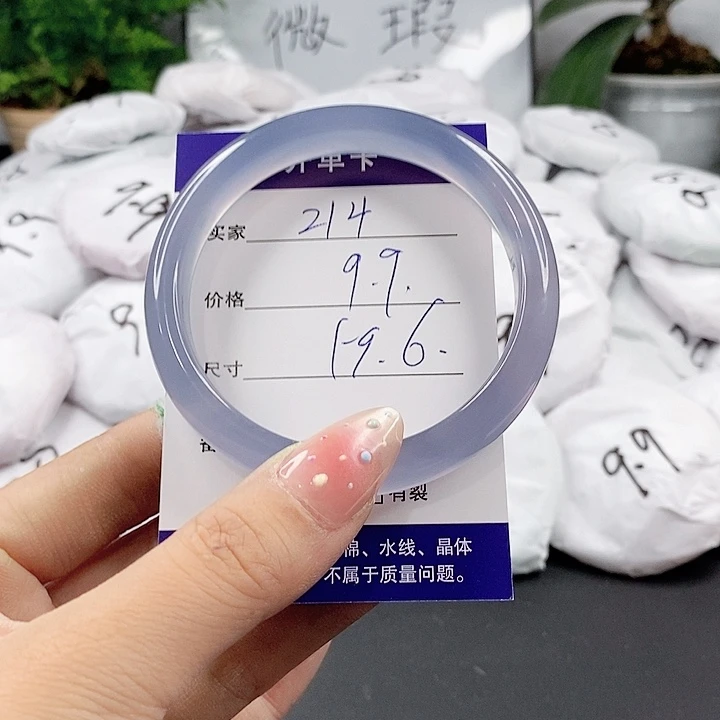 微 瑕
开单卡
买家 214
价格 9.9.
尺寸 59.6.
有裂
棉、水线、晶体
不属于质量问题。
9.9
9.9
9.9